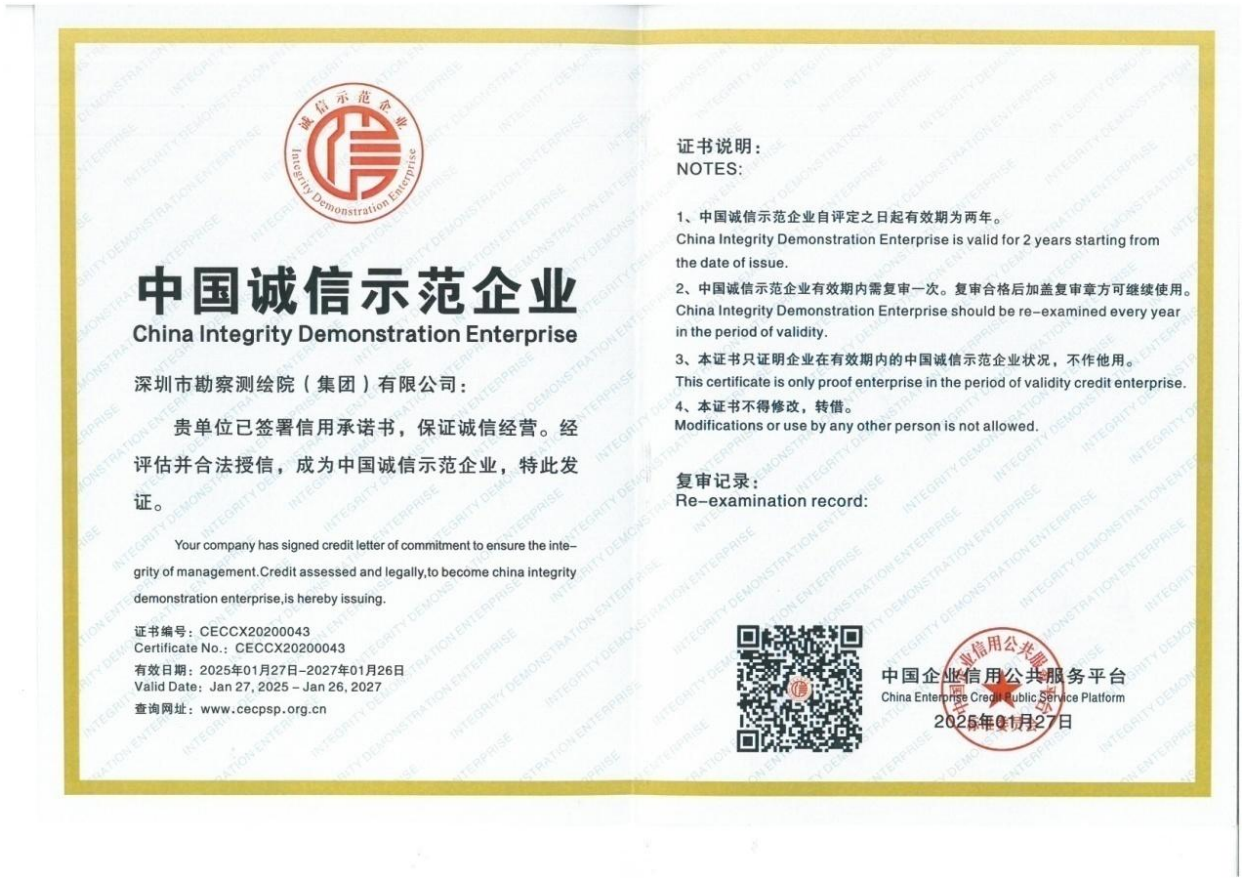 诚信示范企业
信
Integrity Demonstration Enterprise
中国诚信示范企业
China Integrity Demonstration Enterprise
深圳市勘察测绘院（集团）有限公司：
贵单位已签署信用承诺书，保证诚信经营。经
评估并合法授信，成为中国诚信示范企业，特此发
证。
Your company has signed credit letter of commitment to ensure the inte-
grity of management.Credit assessed and legally,to become china integrity
demonstration enterprise,is hereby issuing.
证书编号：CECCX20200043
Certificate No.：CECCX20200043
有效日期：2025年01月27日-2027年01月26日
Valid Date：Jan 27, 2025 - Jan 26, 2027
查询网址：www.cecpsp.org.cn
证书说明：
NOTES:
1、中国诚信示范企业自评定之日起有效期为两年。
China Integrity Demonstration Enterprise is valid for 2 years starting from
the date of issue.
2、中国诚信示范企业有效期内需复审一次。复审合格后加盖复审章方可继续使用。
China Integrity Demonstration Enterprise should be re-examined every year
in the period of validity.
3、本证书只证明企业在有效期内的中国诚信示范企业状况，不作他用。
This certificate is only proof enterprise in the period of validity credit enterprise.
4、本证书不得修改，转借。
Modifications or use by any other person is not allowed.
复审记录：
Re-examination record:
中国企业信用公共服务平台
China Enterprise Credit Public Service Platform
2025年01月27日
中国企业信用公共服务平台
INTEGRITY DEMONSTRATION ENTERPRISE